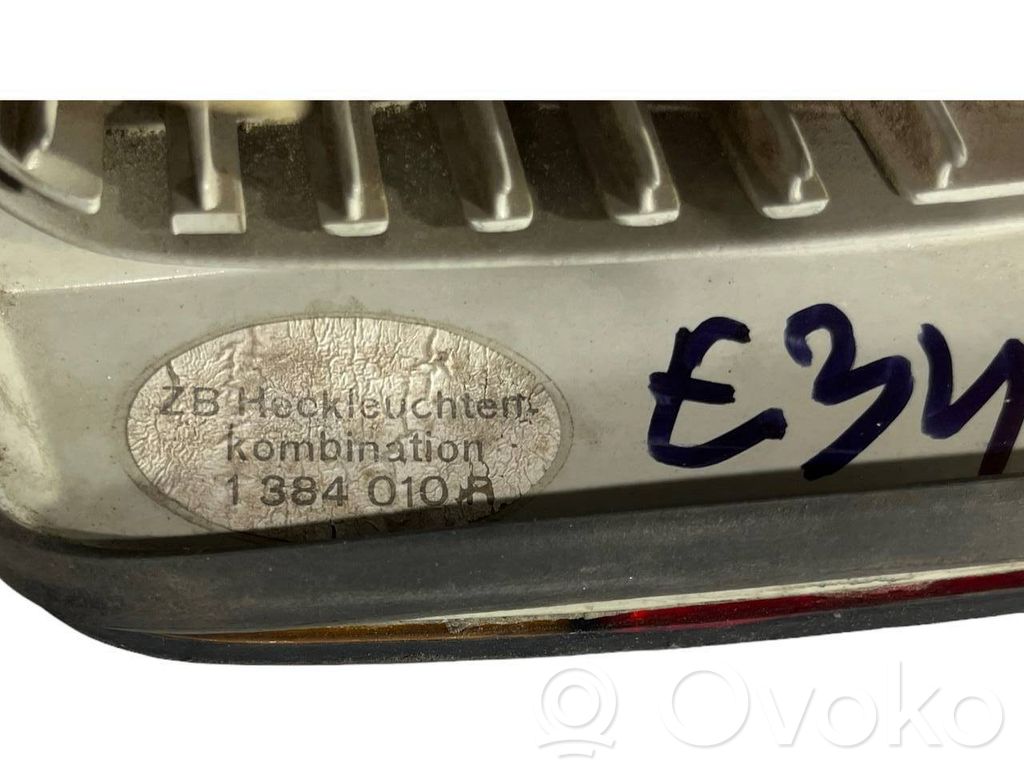 ZB Heckleuchten-
kombination
1 384 010 R
E34
Ovoko